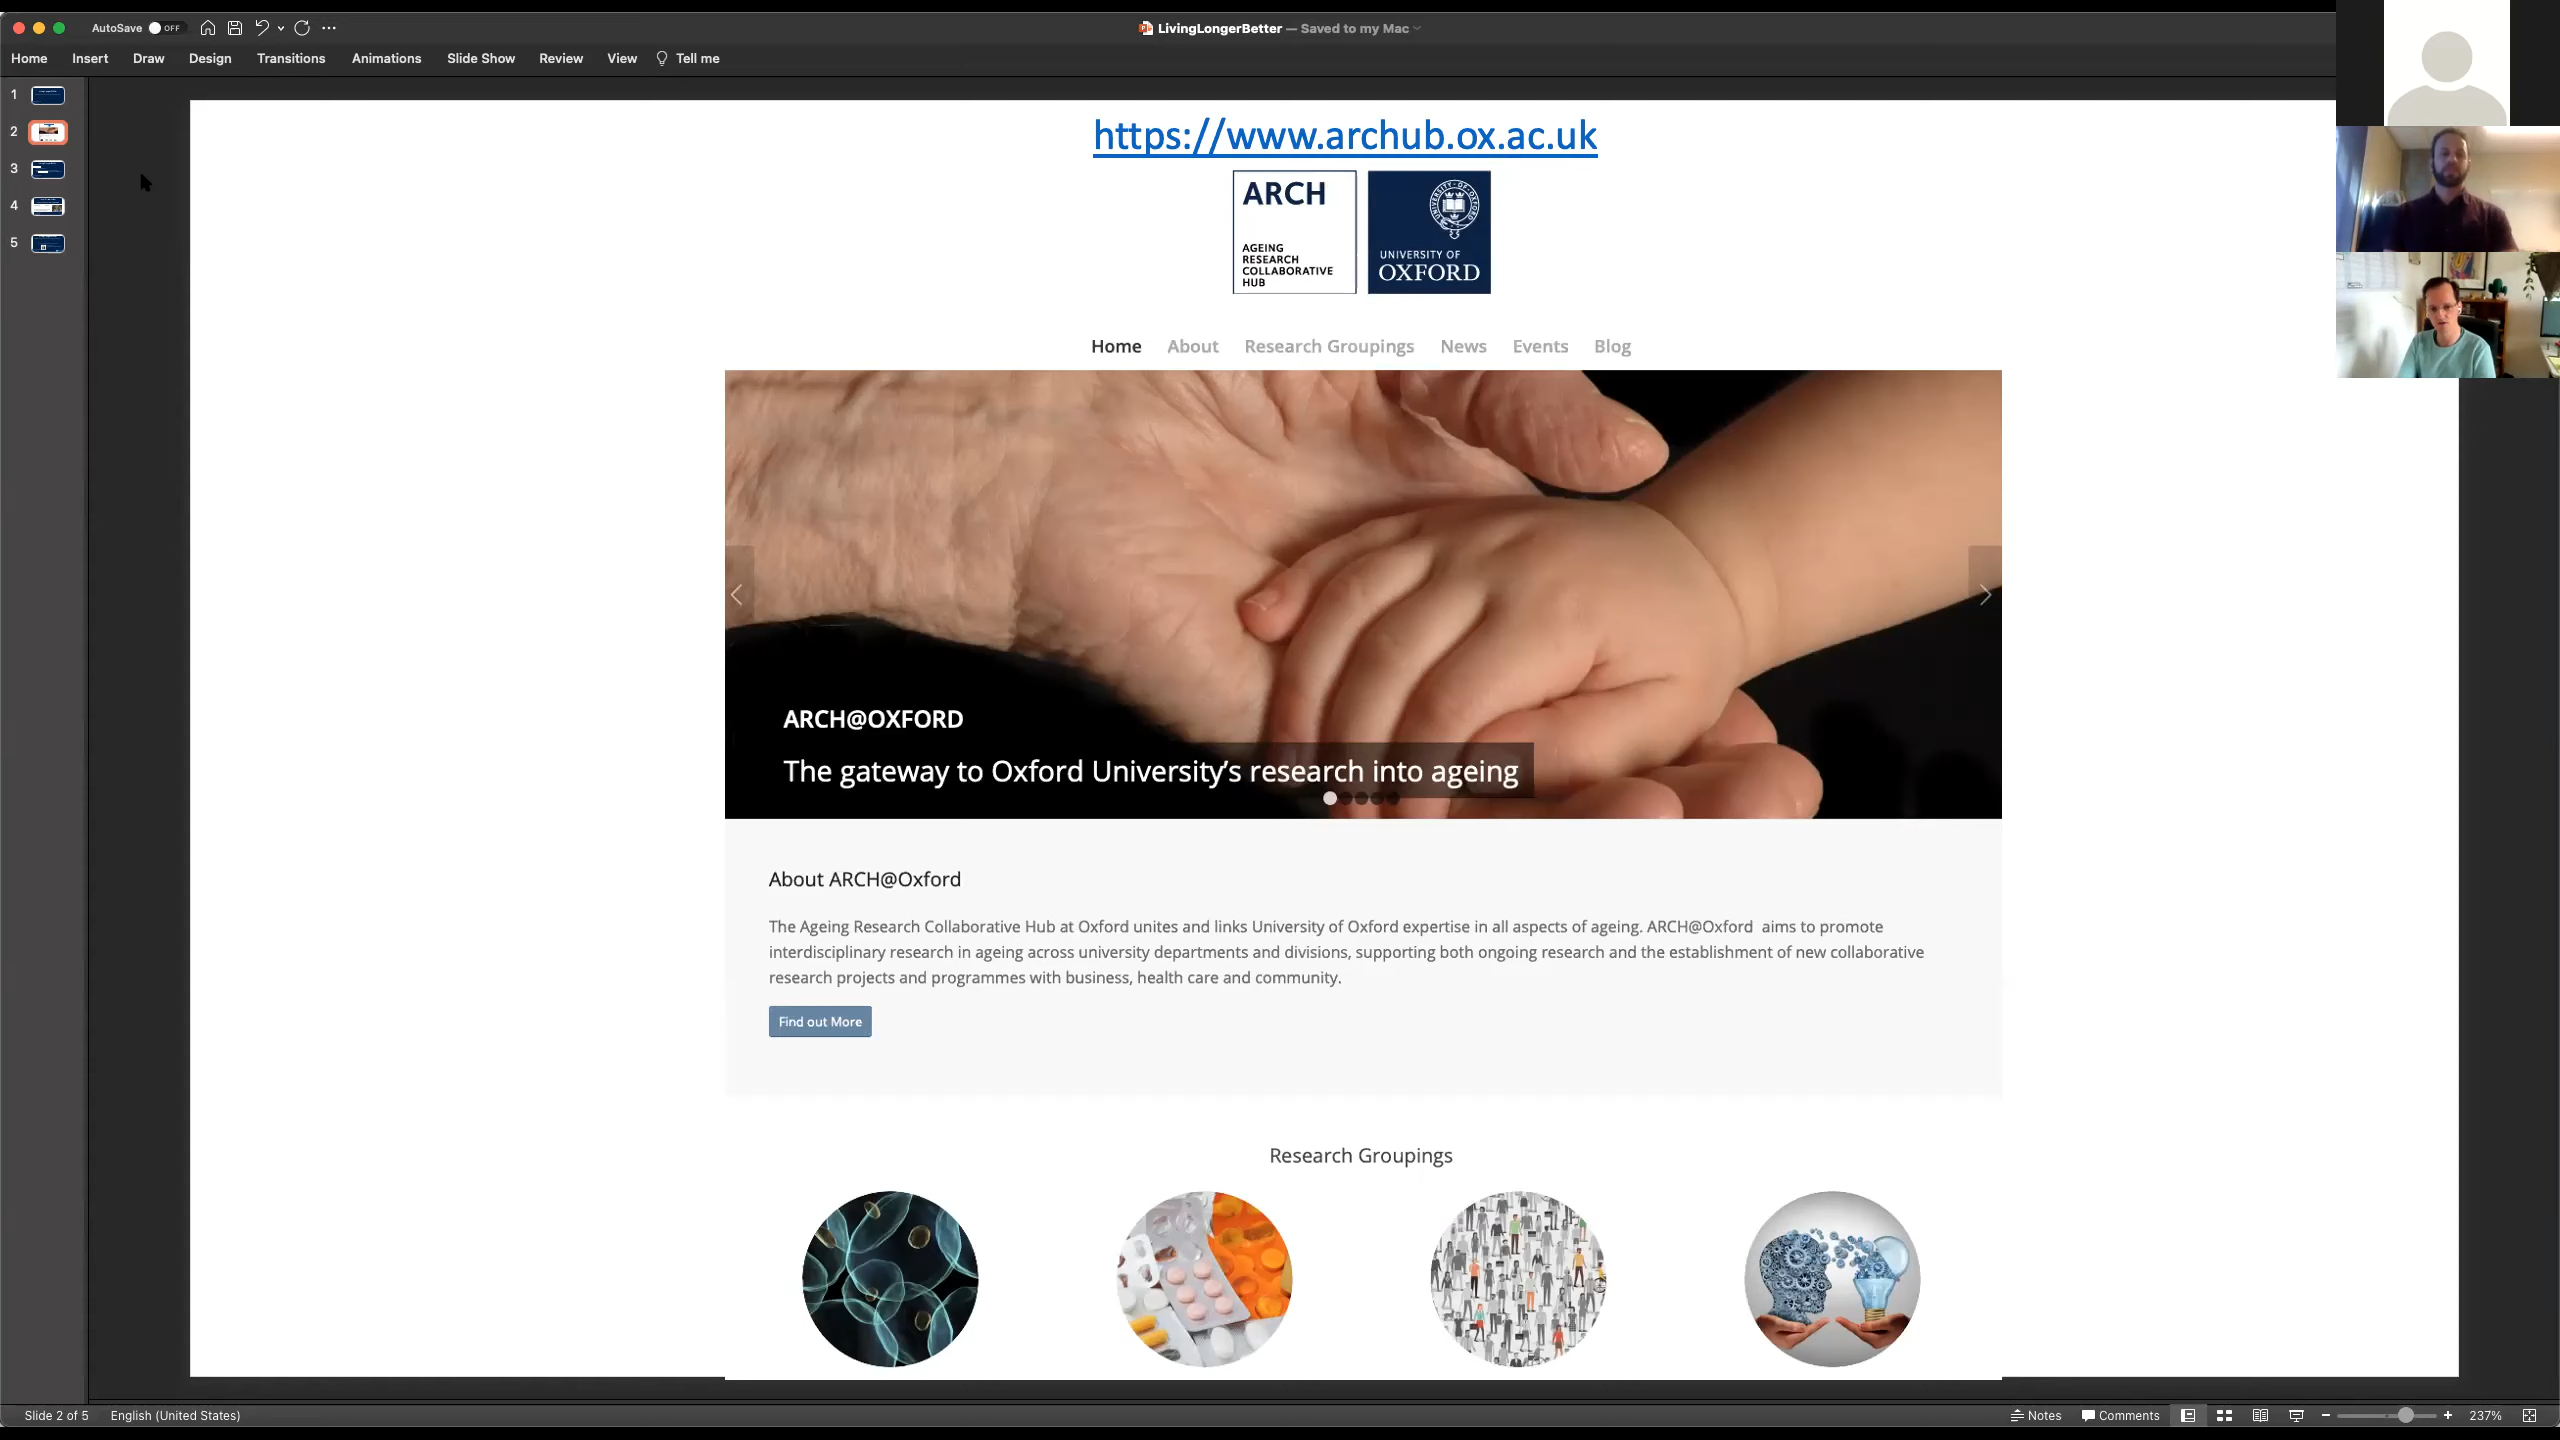 AutoSave OFF
LivingLongerBetter — Saved to my Mac
Home Insert Draw Design Transitions Animations Slide Show Review View Tell me
1
2
3
4
5
https://www.archub.ox.ac.uk
ARCH
AGEING
RESEARCH
COLLABORATIVE
HUB
UNIVERSITY OF
OXFORD
Home About Research Groupings News Events Blog
ARCH@OXFORD
The gateway to Oxford University's research into ageing
About ARCH@Oxford
The Ageing Research Collaborative Hub at Oxford unites and links University of Oxford expertise in all aspects of ageing. ARCH@Oxford aims to promote
interdisciplinary research in ageing across university departments and divisions, supporting both ongoing research and the establishment of new collaborative
research projects and programmes with business, health care and community.
Find out More
Research Groupings
Slide 2 of 5 English (United States)
Notes Comments 237%